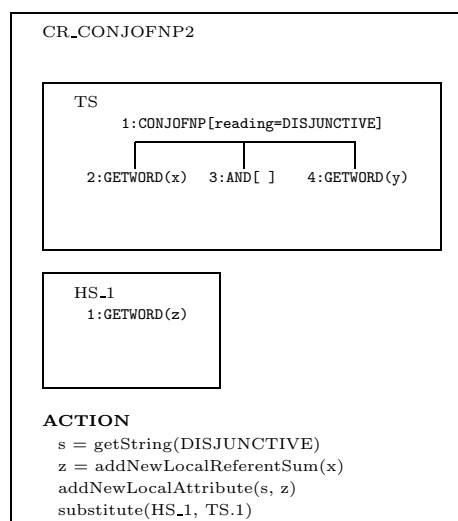 CR_CONJOFNP2
TS
1:CONJOFNP[reading=DISJUNCTIVE]
2:GETWORD(x) 3:AND[ ] 4:GETWORD(y)
HS_1
1:GETWORD(z)
ACTION
s = getString(DISJUNCTIVE)
z = addNewLocalReferentSum(x)
addNewLocalAttribute(s, z)
substitute(HS_1, TS.1)